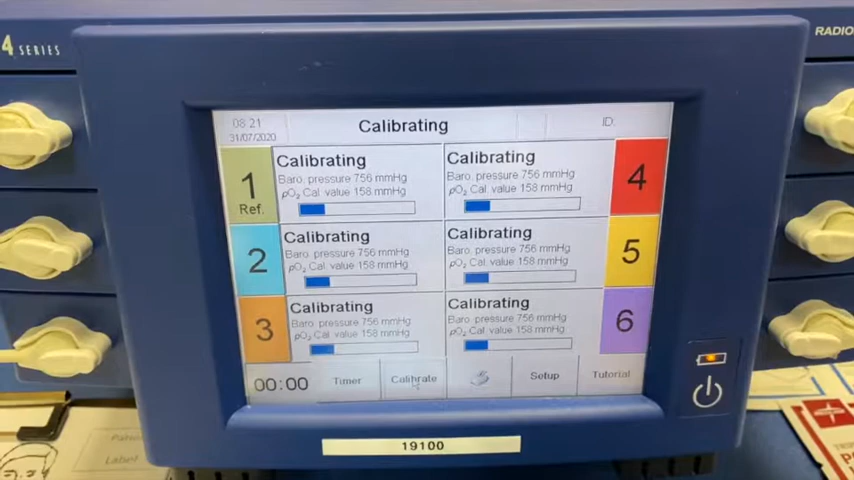 4 SERIES
RADIO
08:21
31/07/2020
Calibrating
ID
1
Ref.
Calibrating
Baro. pressure 756 mmHg
pO₂ Cal value 158 mmHg
Calibrating
Baro. pressure 756 mmHg
pO₂ Cal value 158 mmHg
4
2
Calibrating
Baro. pressure 756 mmHg
pO₂ Cal value 158 mmHg
Calibrating
Baro. pressure 756 mmHg
pO₂ Cal value 158 mmHg
5
3
Calibrating
Baro. pressure 756 mmHg
pO₂ Cal value 158 mmHg
Calibrating
Baro. pressure 756 mmHg
pO₂ Cal value 158 mmHg
6
00:00
Timer
Calibrate
Setup
Tutorial
19100
Label